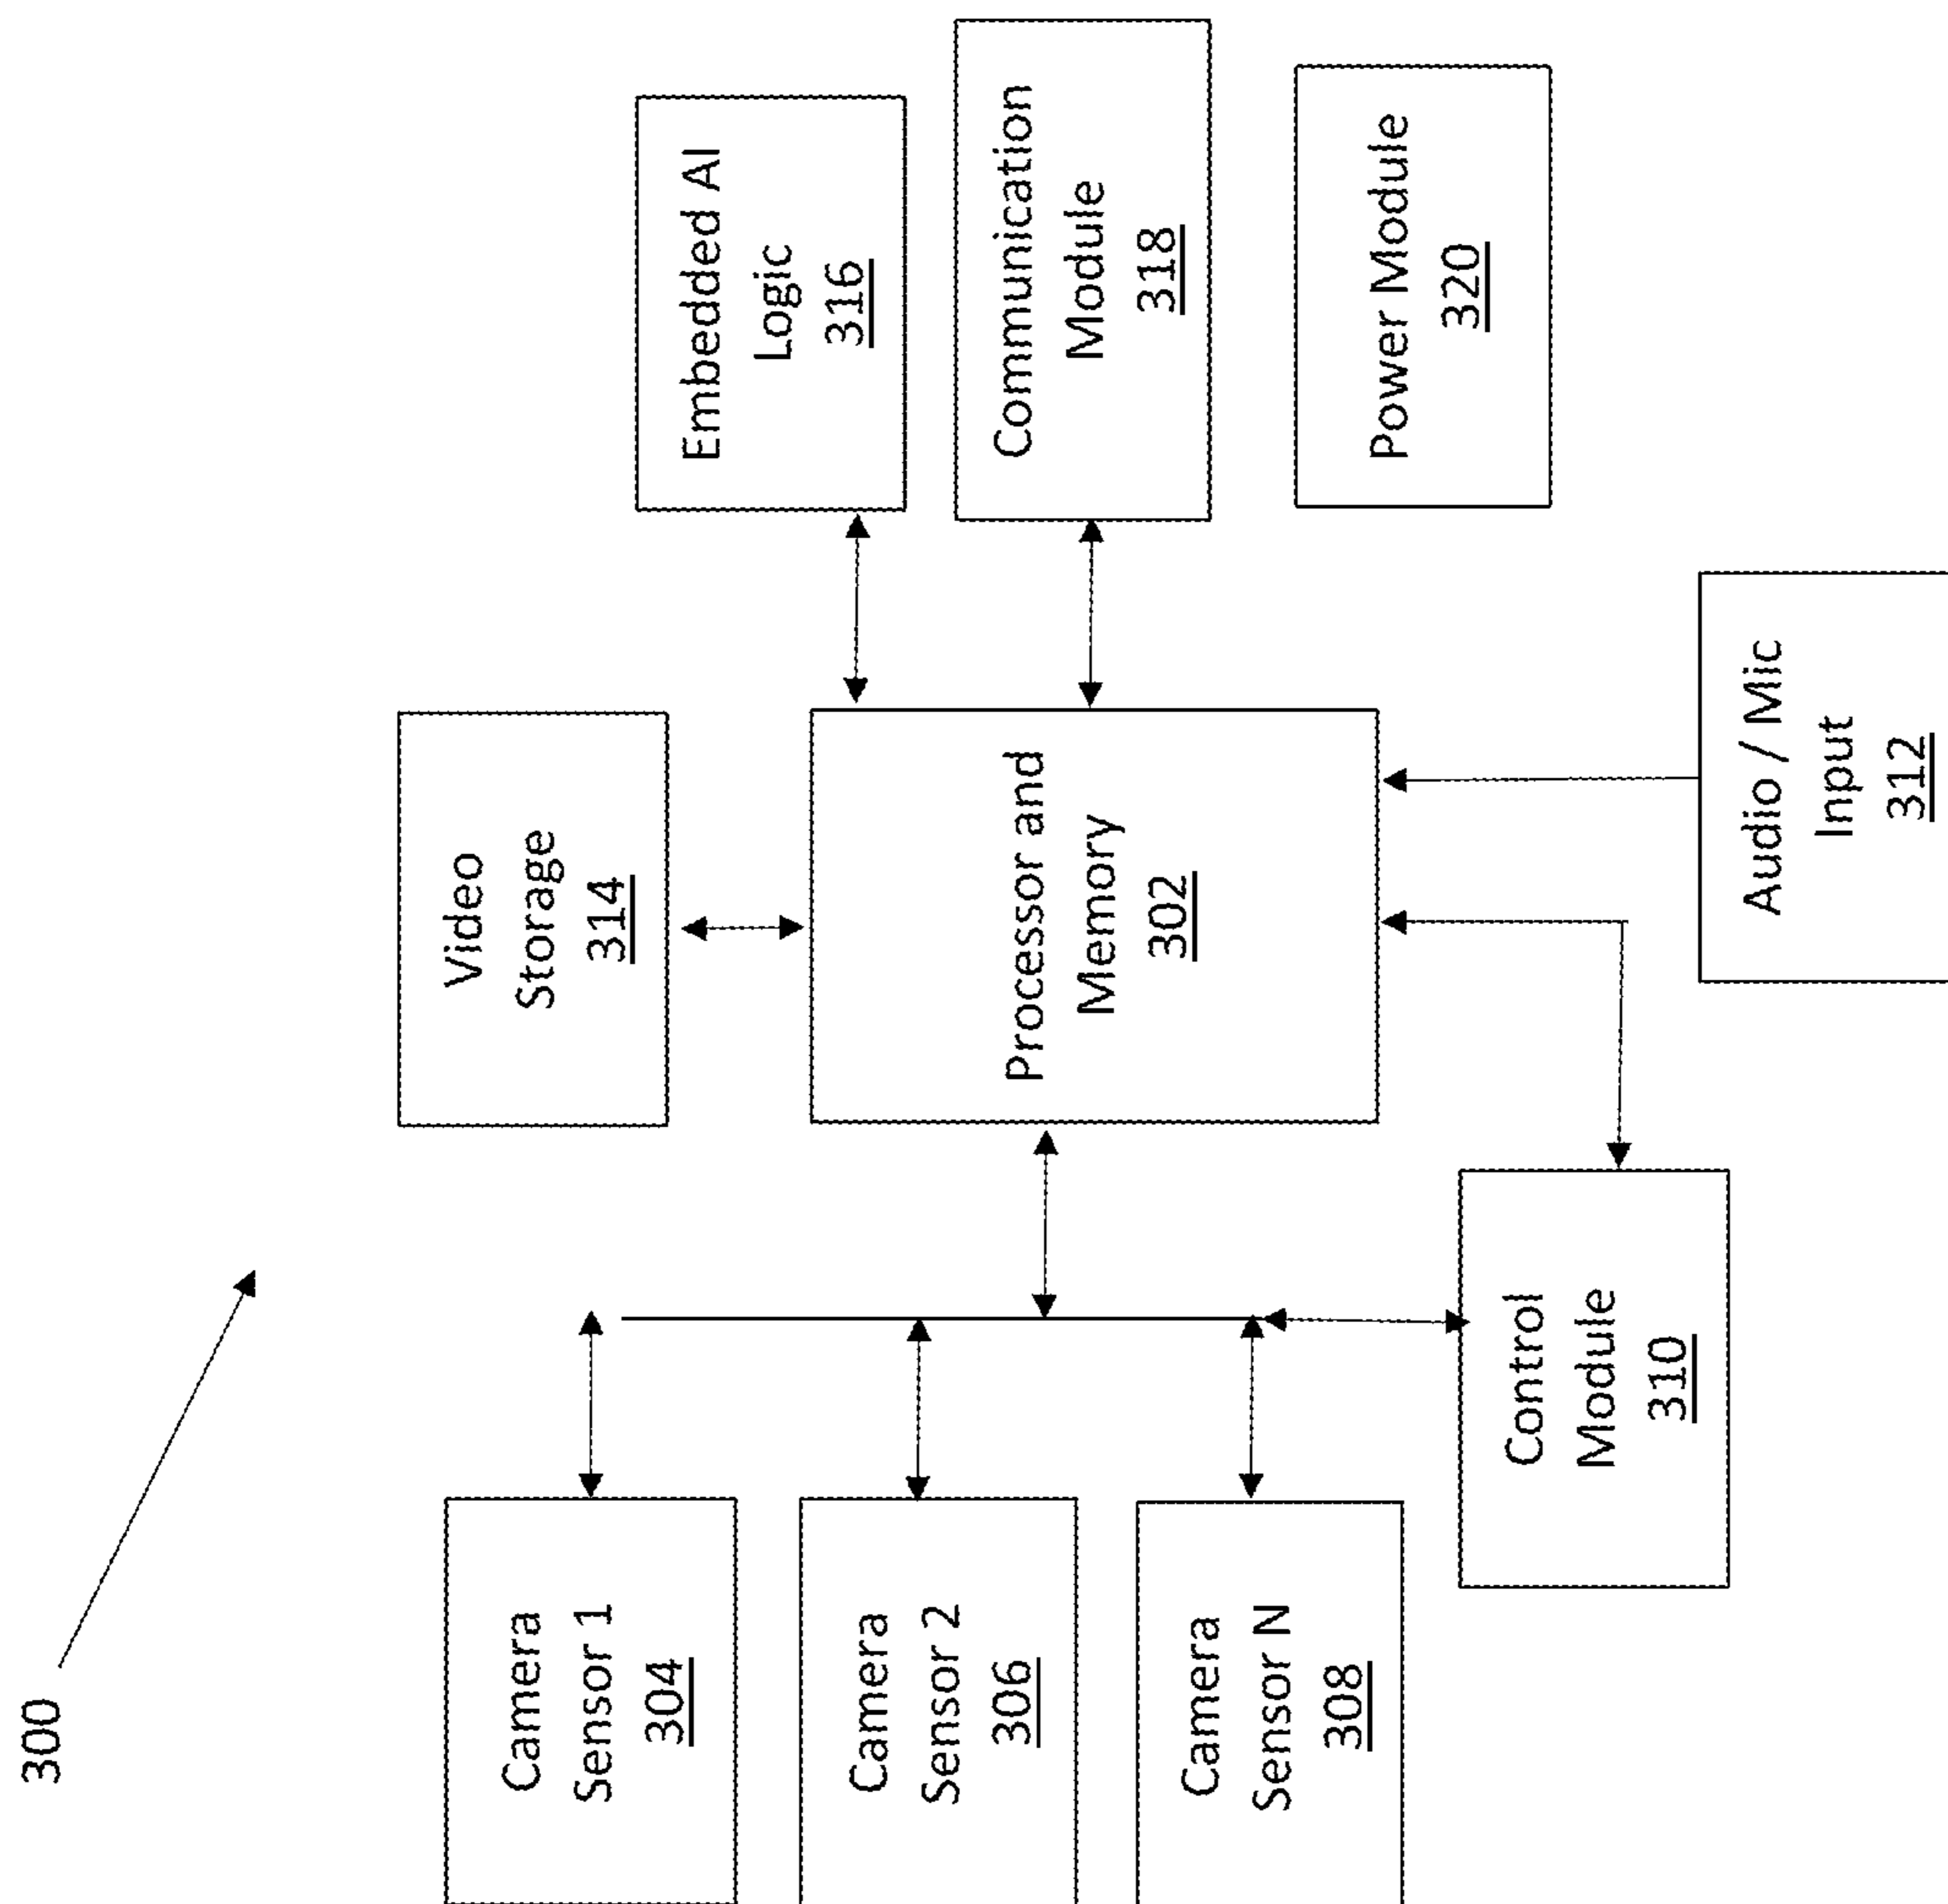 300
Video
Storage
314
Camera
Sensor 1
304
Embedded AI
Logic
316
Camera
Sensor 2
306
Processor and
Memory
302
Communication
Module
318
Camera
Sensor N
308
Power Module
320
Control
Module
310
Audio / Mic
Input
312